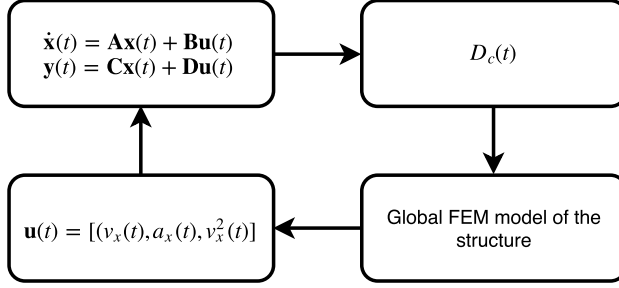 ẋ(t) = Ax(t) + Bu(t)
y(t) = Cx(t) + Du(t)
D_c(t)
u(t) = [(v_x(t), a_x(t), v_x^2(t)]
Global FEM model of the
structure